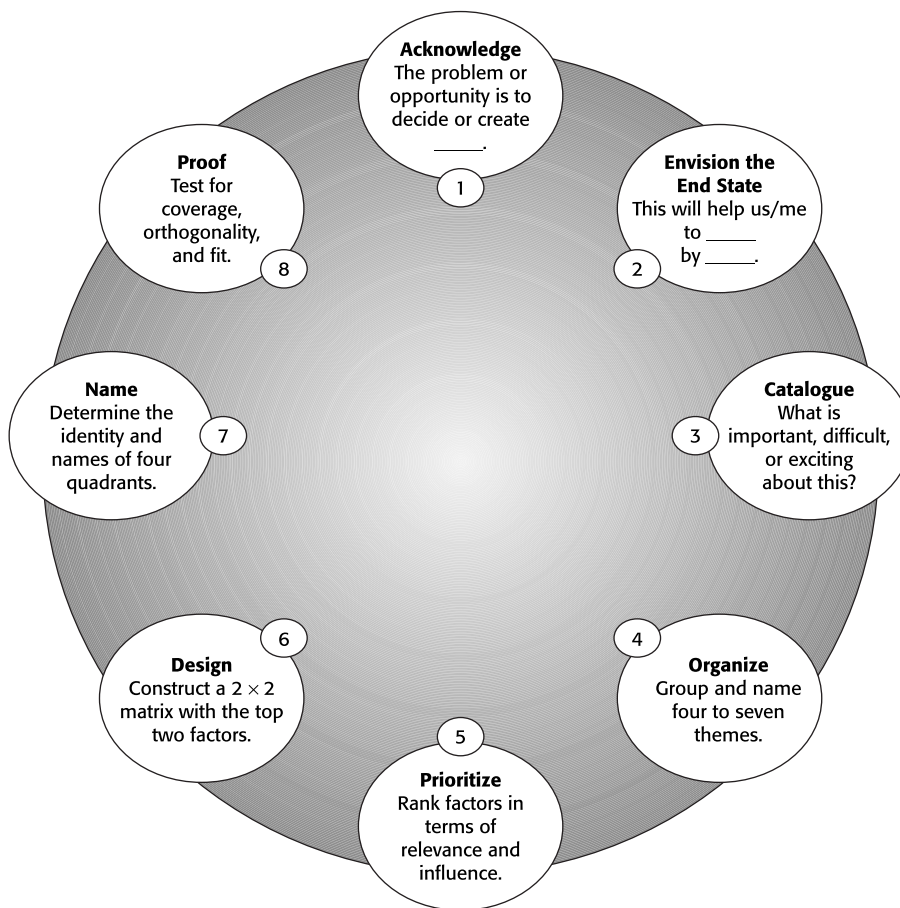 Acknowledge
The problem or
opportunity is to
decide or create
_____.
1
Envision the
End State
This will help us/me
to _____
by _____.
2
Catalogue
What is
important, difficult,
or exciting
about this?
3
Organize
Group and name
four to seven
themes.
4
Prioritize
Rank factors in
terms of
relevance and
influence.
5
Design
Construct a 2 × 2
matrix with the top
two factors.
6
Name
Determine the
identity and
names of four
quadrants.
7
Proof
Test for
coverage,
orthogonality,
and fit.
8